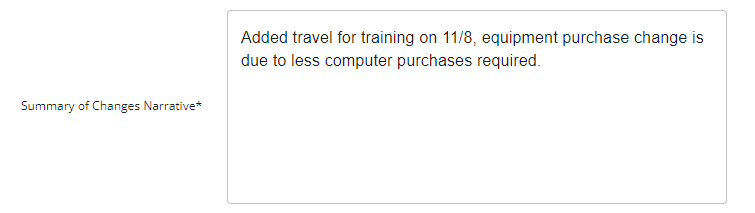 Added travel for training on 11/8, equipment purchase change is
due to less computer purchases required.
Summary of Changes Narrative*